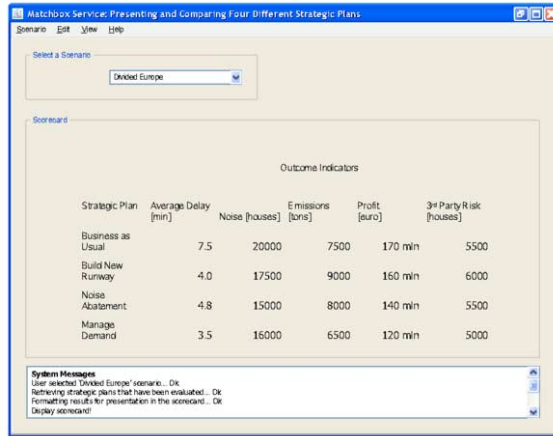 Matchbox Service: Presenting and Comparing Four Different Strategic Plans
Scenario Edit View Help
Select a Scenario
Divided Europe
Scorecard
Outcome Indicators
Strategic Plan Average Delay [min] Noise [houses] Emissions [tons] Profit [euro] 3rd Party Risk [houses]
Business as Usual 7.5 20000 7500 170 mln 5500
Build New Runway 4.0 17500 9000 160 mln 6000
Noise Abatement 4.8 15000 8000 140 mln 5500
Manage Demand 3.5 16000 6500 120 mln 5000
System Messages
User selected 'Divided Europe' scenario... Ok
Retrieving strategic plans that have been evaluated... Ok
Formatting results for presentation in the scorecard... Ok
Display scorecard!